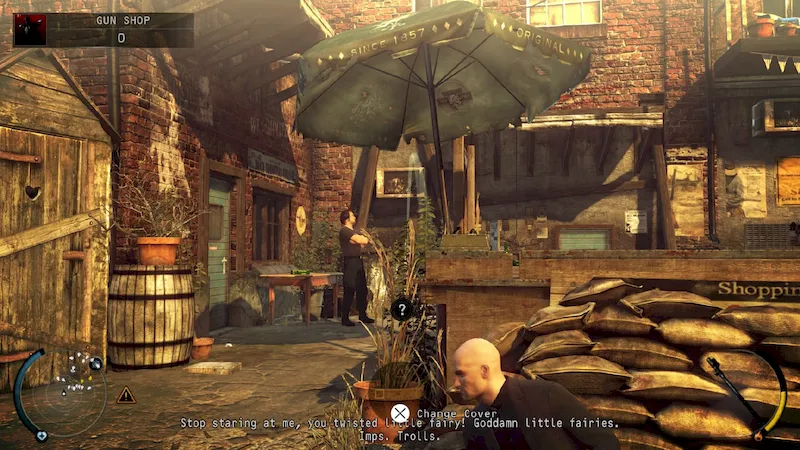 GUN SHOP
0
SINCE 1957
ORIGINAL
?
Shoppin
Change Cover
Stop staring at me, you twisted little fairy! Goddamn little fairies.
Imps. Trolls.